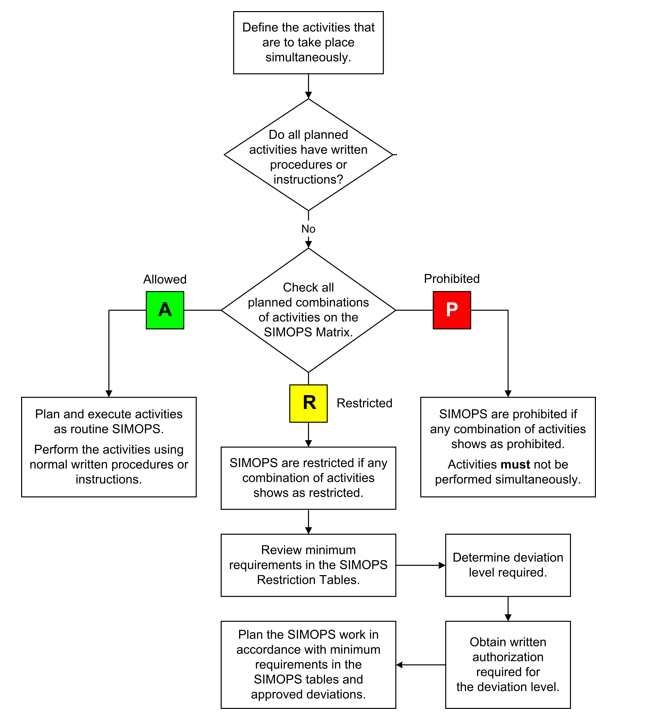 Define the activities that
are to take place
simultaneously.
Do all planned
activities have written
procedures or
instructions?
No
Check all
planned combinations
of activities on the
SIMOPS Matrix.
Allowed
A
Prohibited
P
R
Restricted
Plan and execute activities
as routine SIMOPS.
Perform the activities using
normal written procedures or
instructions.
SIMOPS are prohibited if
any combination of activities
shows as prohibited.
Activities must not be
performed simultaneously.
SIMOPS are restricted if any
combination of activities
shows as restricted.
Review minimum
requirements in the SIMOPS
Restriction Tables.
Determine deviation
level required.
Obtain written
authorization
required for
the deviation level.
Plan the SIMOPS work in
accordance with minimum
requirements in the
SIMOPS tables and
approved deviations.